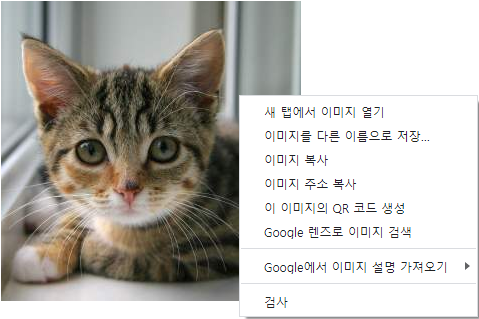 새 탭에서 이미지 열기
이미지를 다른 이름으로 저장...
이미지 복사
이미지 주소 복사
이 이미지의 QR 코드 생성
Google 렌즈로 이미지 검색
Google에서 이미지 설명 가져오기
검사